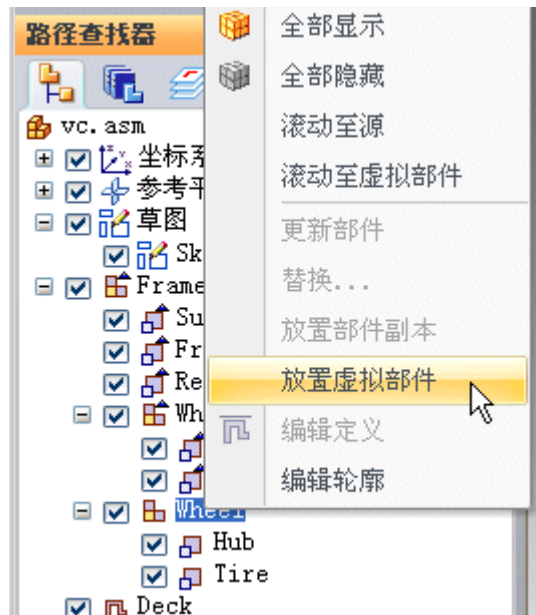 路径查找器
全部显示
全部隐藏
滚动至源
滚动至虚拟部件
更新部件
替换...
放置部件副本
放置虚拟部件
编辑定义
编辑轮廓
vc.asm
坐标系
参考平
草图
Sk
Frame
Su
Fr
Re
Wh
Wheel
Hub
Tire
Deck